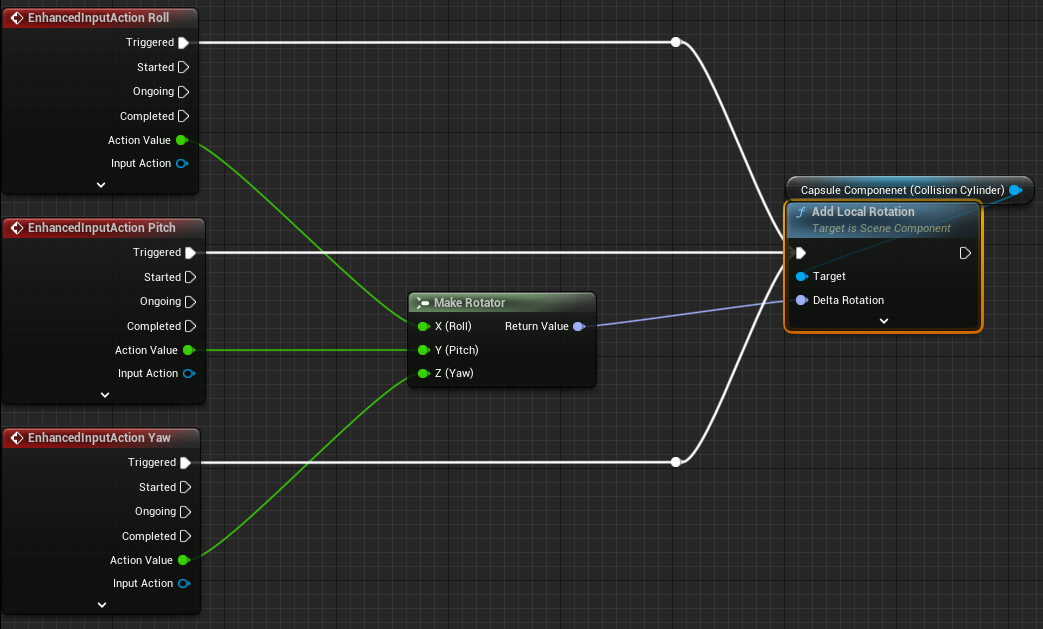 EnhancedInputAction Roll
Triggered
Started
Ongoing
Completed
Action Value
Input Action
EnhancedInputAction Pitch
Triggered
Started
Ongoing
Completed
Action Value
Input Action
EnhancedInputAction Yaw
Triggered
Started
Ongoing
Completed
Action Value
Input Action
Make Rotator
X (Roll) Return Value
Y (Pitch)
Z (Yaw)
Capsule Componenet (Collision Cylinder)
f Add Local Rotation
Target is Scene Component
Target
Delta Rotation